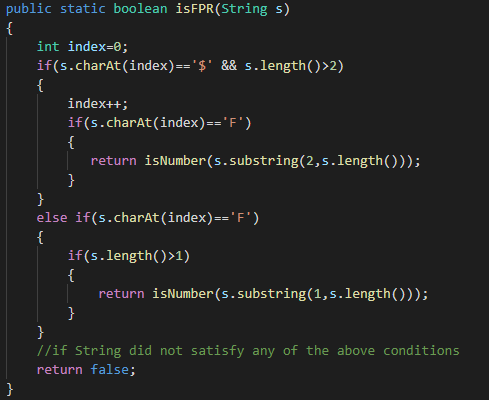 public static boolean isFPR(String s)
{
    int index=0;
    if(s.charAt(index)=='$' && s.length()>2)
    {
        index++;
        if(s.charAt(index)=='F')
        {
           return isNumber(s.substring(2,s.length()));
        }
    }
    else if(s.charAt(index)=='F')
    {
        if(s.length()>1)
        {
            return isNumber(s.substring(1,s.length()));
        }
    }
    //if String did not satisfy any of the above conditions
    return false;
}